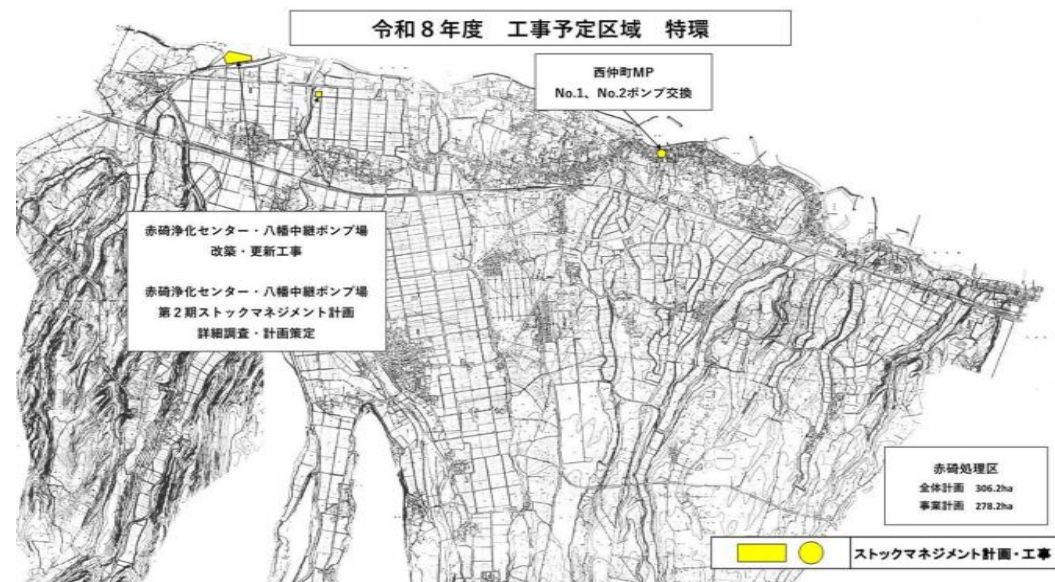 令和８年度　工事予定区域　特環
西仲町MP
No.1、No.2ポンプ交換
赤碕浄化センター・八幡中継ポンプ場
改築・更新工事
赤碕浄化センター・八幡中継ポンプ場
第２期ストックマネジメント計画
詳細調査・計画策定
赤碕処理区
全体計画　306.2ha
事業計画　278.2ha
ストックマネジメント計画・工事